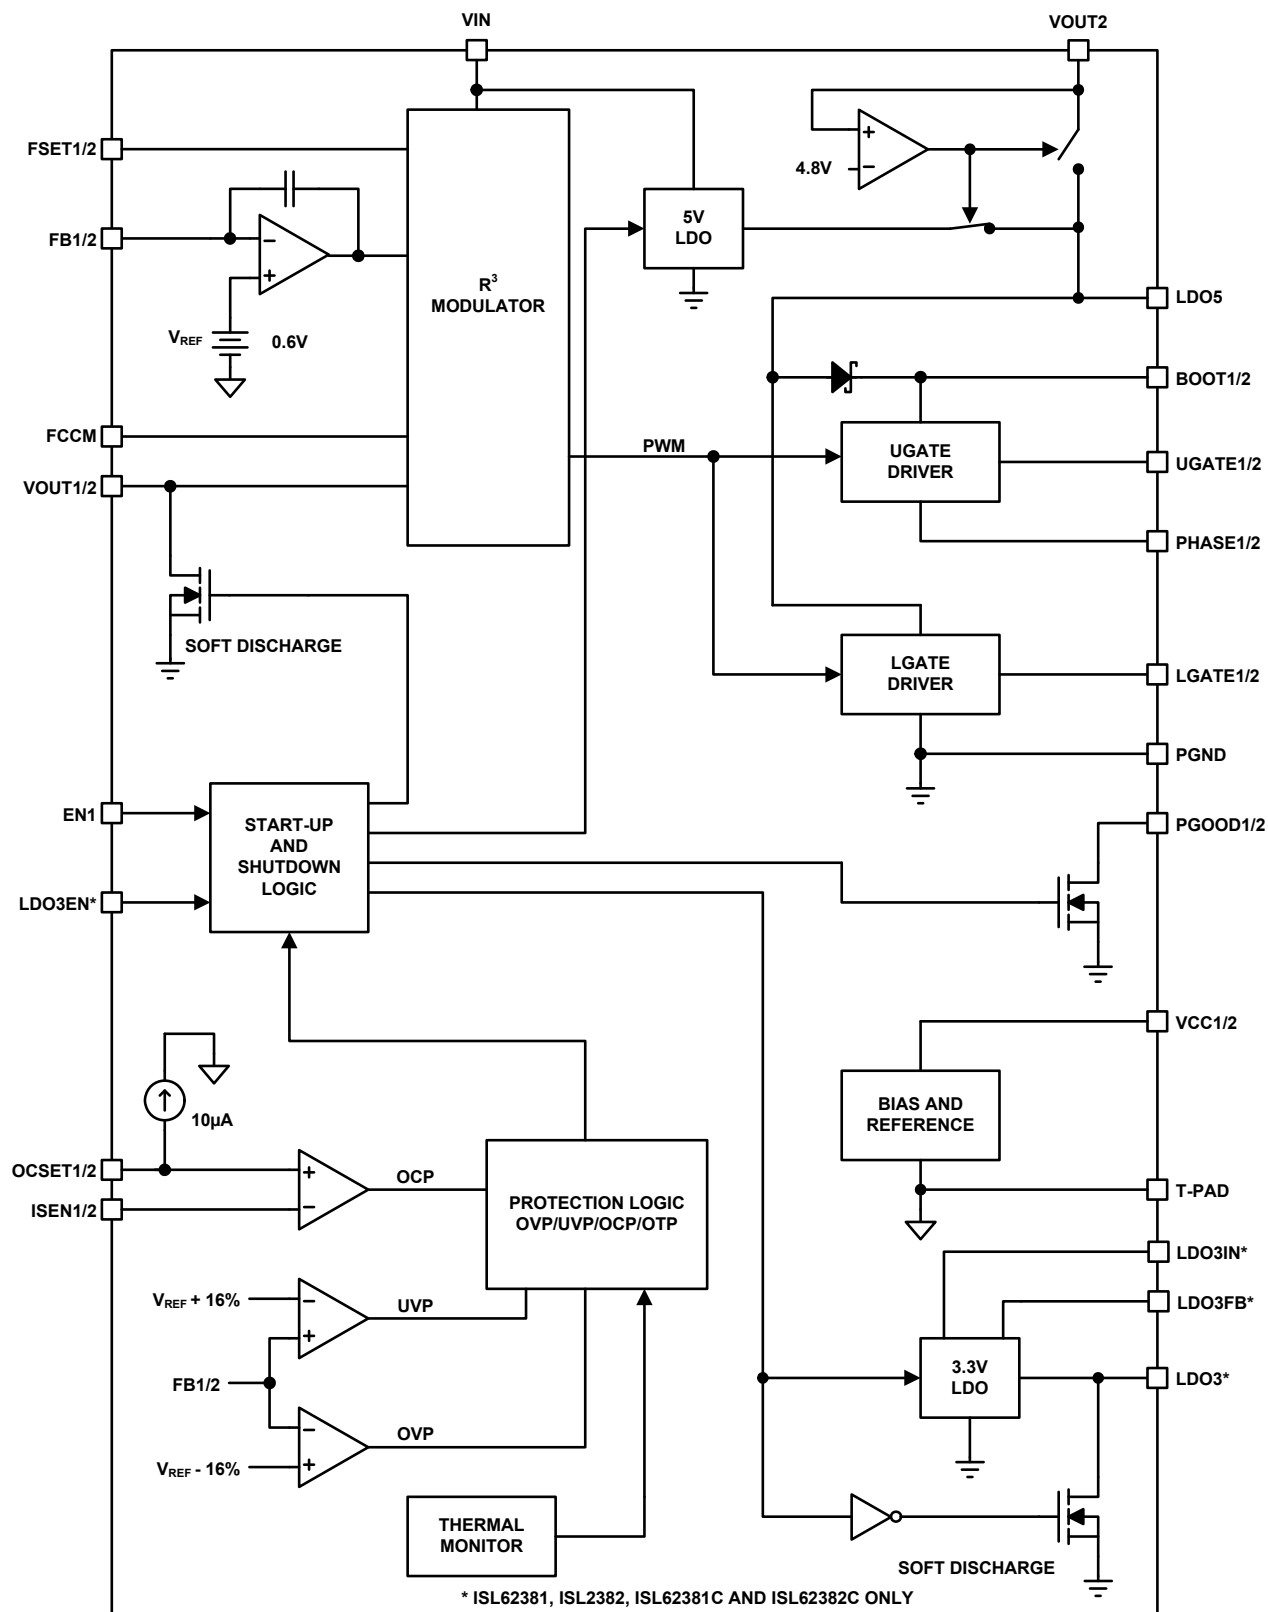 VIN
VOUT2
FSET1/2
+
4.8V
−
5V
LDO
FB1/2
−
+
R³
MODULATOR
LDO5
VREF
0.6V
BOOT1/2
FCCM
PWM
UGATE
DRIVER
UGATE1/2
VOUT1/2
PHASE1/2
SOFT DISCHARGE
LGATE
DRIVER
LGATE1/2
PGND
EN1
START-UP
AND
SHUTDOWN
LOGIC
PGOOD1/2
LDO3EN*
VCC1/2
10µA
BIAS AND
REFERENCE
OCSET1/2
+
−
OCP
ISEN1/2
PROTECTION LOGIC
OVP/UVP/OCP/OTP
T-PAD
LDO3IN*
VREF + 16%
−
+
UVP
LDO3FB*
FB1/2
3.3V
LDO
LDO3*
−
+
OVP
VREF - 16%
THERMAL
MONITOR
SOFT DISCHARGE
* ISL62381, ISL2382, ISL62381C AND ISL62382C ONLY